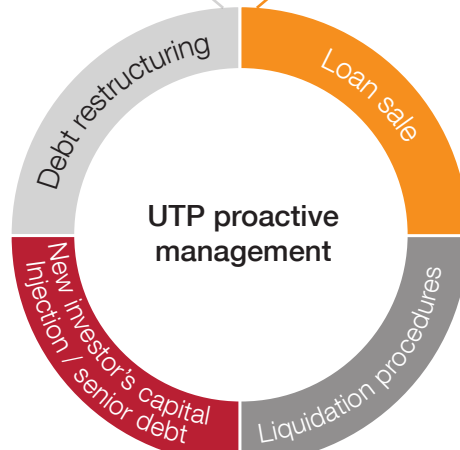 Debt restructuring
Loan sale
UTP proactive
management
New investor's capital
Injection / senior debt
Liquidation procedures